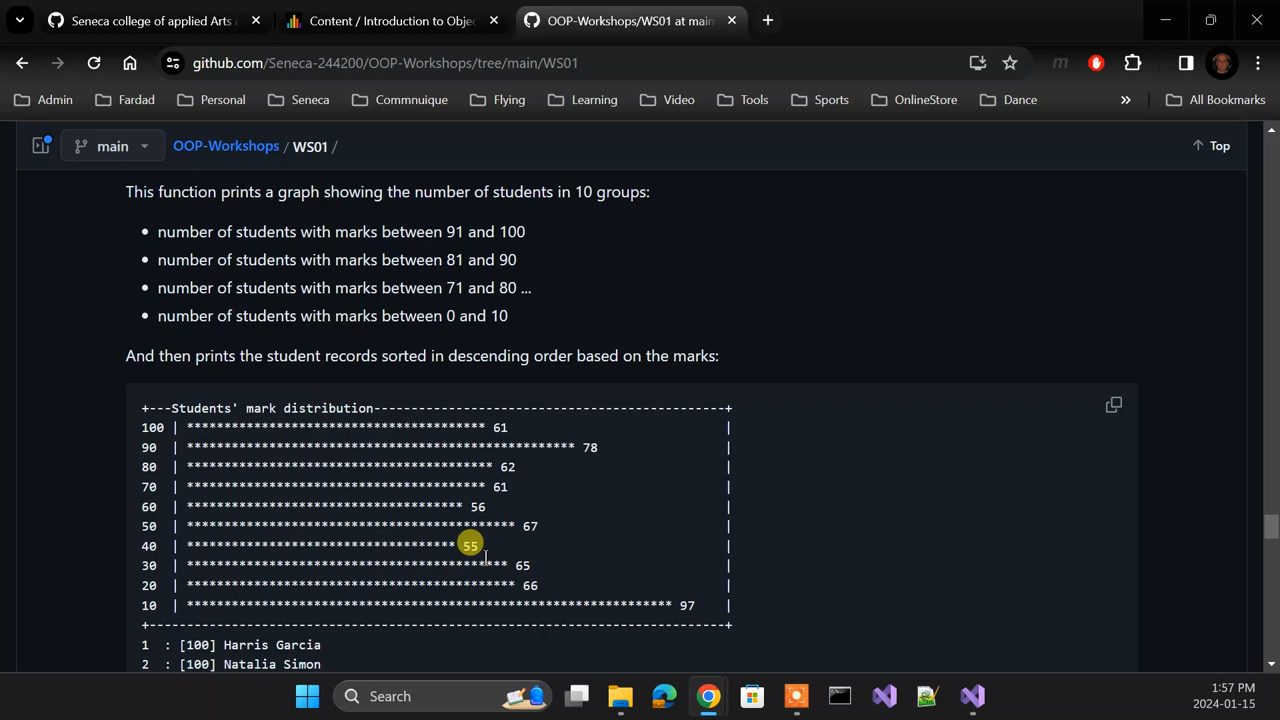 Seneca college of applied Arts
Content / Introduction to Objec
OOP-Workshops/WS01 at main
github.com/Seneca-244200/OOP-Workshops/tree/main/WS01
Admin Fardad Personal Seneca Commnuique Flying Learning Video Tools Sports OnlineStore Dance » All Bookmarks
main OOP-Workshops / WS01 / Top
This function prints a graph showing the number of students in 10 groups:
• number of students with marks between 91 and 100
• number of students with marks between 81 and 90
• number of students with marks between 71 and 80 ...
• number of students with marks between 0 and 10
And then prints the student records sorted in descending order based on the marks:
+---Students' mark distribution-----------------------------------------------+
100 | **************************************** 61 |
90 | **************************************************** 78 |
80 | ***************************************** 62 |
70 | **************************************** 61 |
60 | ************************************* 56 |
50 | ******************************************** 67 |
40 | ************************************ 55 |
30 | ******************************************* 65 |
20 | ******************************************** 66 |
10 | ***************************************************************** 97 |
+-----------------------------------------------------------------------------+
1 : [100] Harris Garcia
2 : [100] Natalia Simon
Search
1:57 PM
2024-01-15